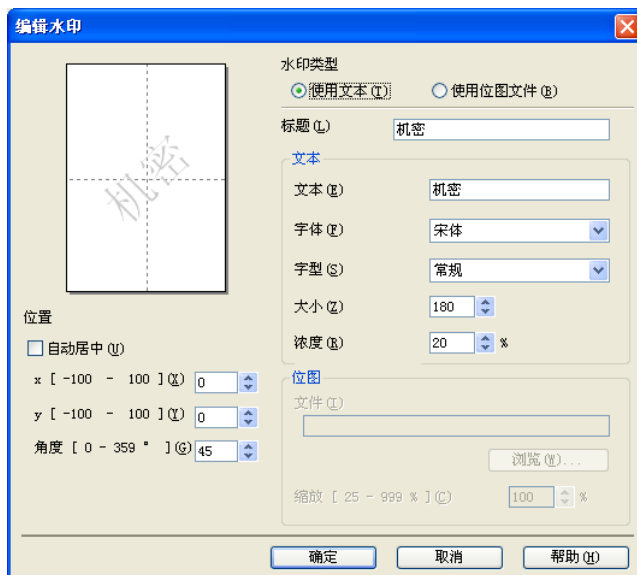 编辑水印
机密
位置
自动居中(U)
x [ -100 - 100 ](X) 0
y [ -100 - 100 ](Y) 0
角度 [ 0 - 359 ° ](G) 45
水印类型
使用文本(T) 使用位图文件(B)
标题(L) 机密
文本
文本(E) 机密
字体(F) 宋体
字型(S) 常规
大小(Z) 180
浓度(R) 20 %
位图
文件(I)
浏览(W)...
缩放 [ 25 - 999 % ](C) 100 %
确定 取消 帮助(H)